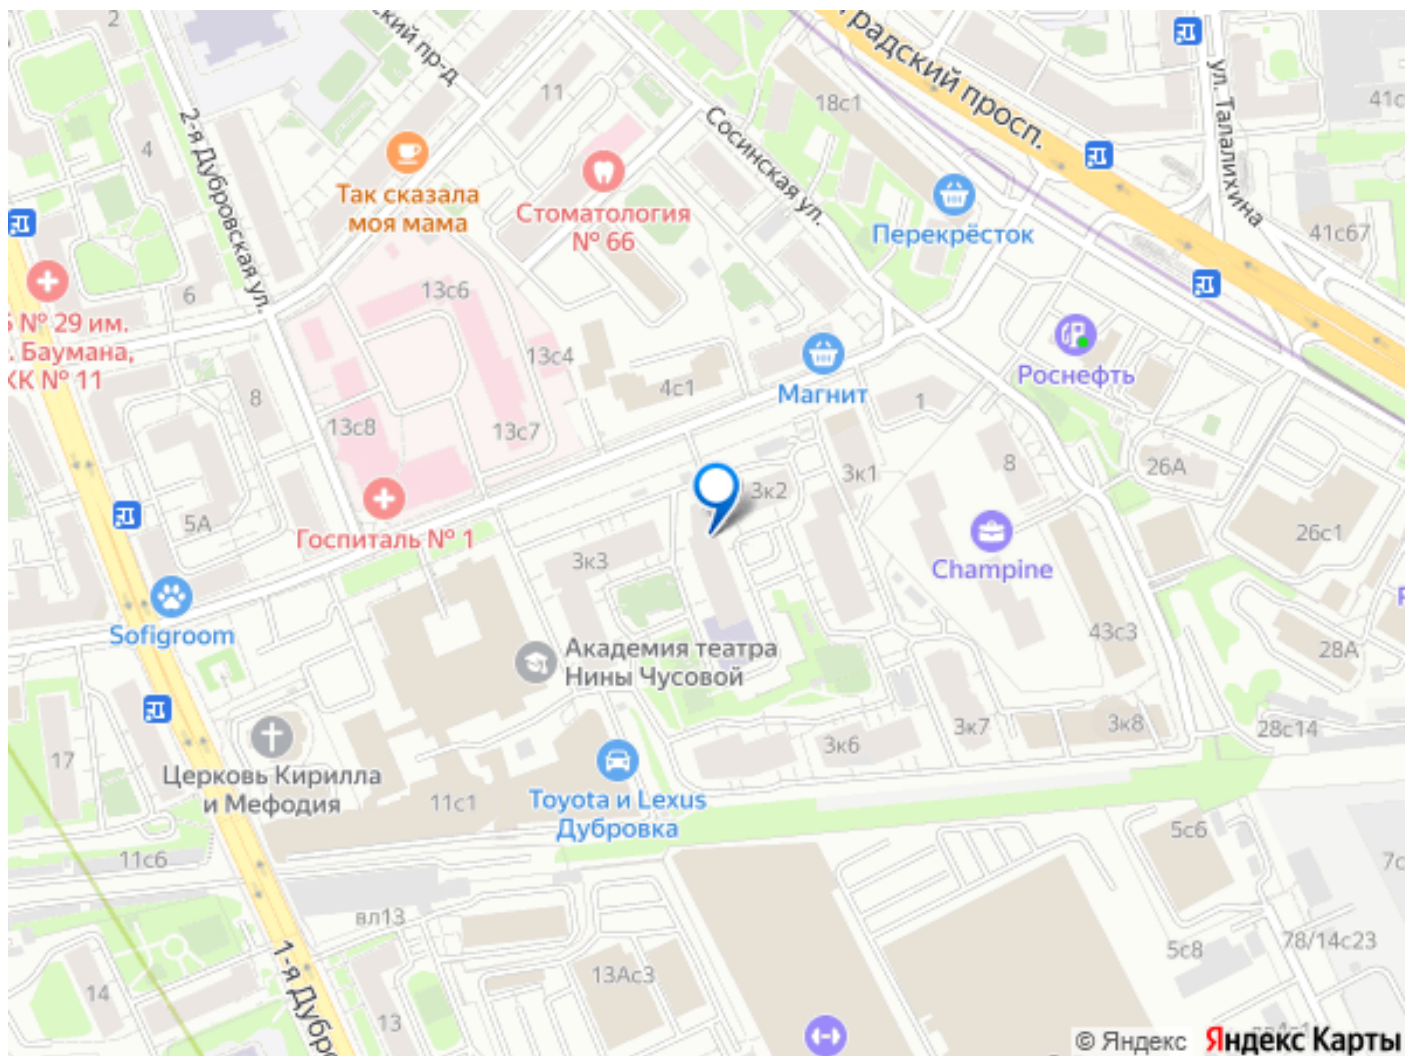 2
ский пр-д
11
18с1
градский просп.
ул. Талалихина
41с
2-я Дубровская ул.
4
Сосинская ул.
Так сказала
моя мама
Стоматология
№ 66
Перекрёсток
41с67
6
13с6
№ 29 им.
. Баумана,
КК № 11
13с4
Роснефть
Магнит
4с1
8
1
13с8
13с7
3к1
8
26А
3к2
5А
Госпиталь № 1
26с1
3к3
Champine
Sofigroom
43с3
Академия театра
Нины Чусовой
28А
3к7
3к8
28с14
3к6
17
Церковь Кирилла
и Мефодия
11с1
Toyota и Lexus
Дубровка
5с6
11с6
7с
вл13
78/14с23
5с8
13Ас3
14
13
1-я Дубро
© Яндекс Яндекс Карты